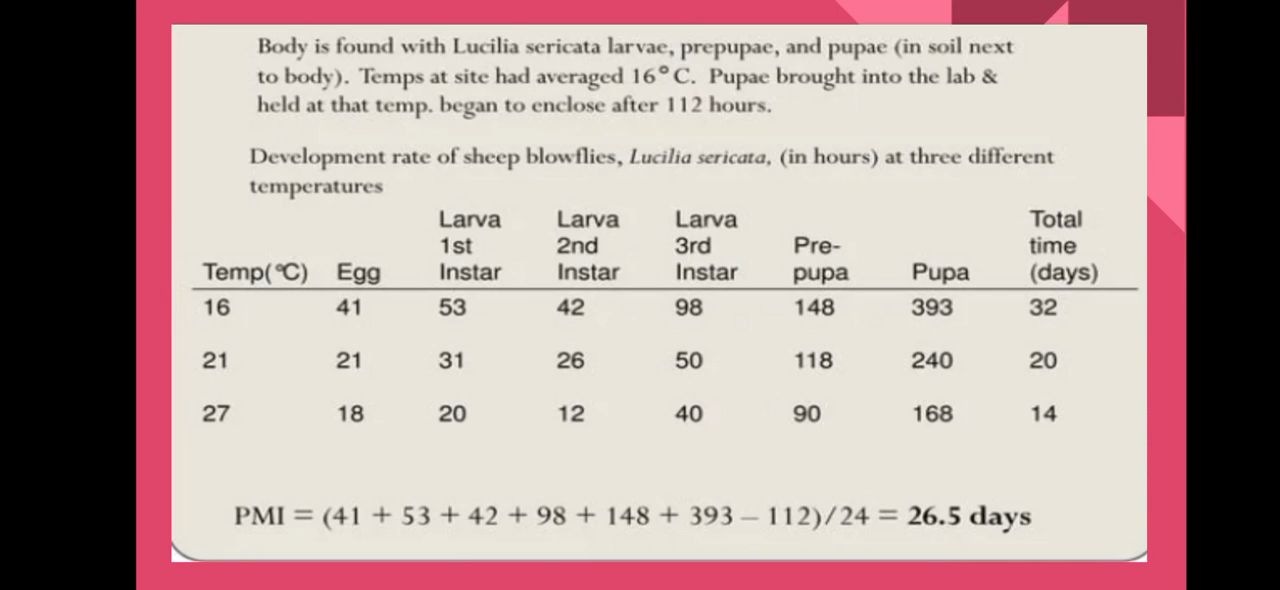 Body is found with Lucilia sericata larvae, prepupae, and pupae (in soil next
to body). Temps at site had averaged 16°C. Pupae brought into the lab &
held at that temp. began to enclose after 112 hours.
Development rate of sheep blowflies, Lucilia sericata, (in hours) at three different
temperatures
Larva Larva Larva Total
1st 2nd 3rd Pre- time
Temp(°C) Egg Instar Instar Instar pupa Pupa (days)
16 41 53 42 98 148 393 32
21 21 31 26 50 118 240 20
27 18 20 12 40 90 168 14
PMI = (41 + 53 + 42 + 98 + 148 + 393 – 112)/24 = 26.5 days